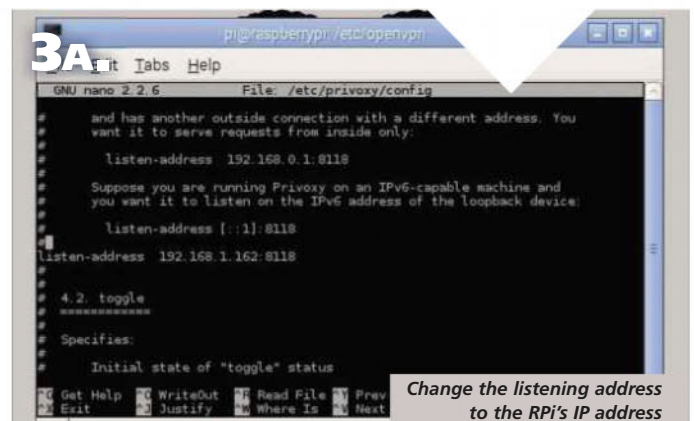 3A.
pi@raspberrypi: /etc/openvpn
Edit Tabs Help
GNU nano 2.2.6 File: /etc/privoxy/config
# and has another outside connection with a different address. You
# want it to serve requests from inside only:
#
# listen-address 192.168.0.1:8118
#
# Suppose you are running Privoxy on an IPv6-capable machine and
# you want it to listen on the IPv6 address of the loopback device:
#
# listen-address [::1]:8118
#
listen-address 192.168.1.162:8118
#
# 4.2. toggle
# ===========
#
# Specifies:
#
# Initial state of "toggle" status
^G Get Help ^O WriteOut ^R Read File ^Y Prev
^X Exit ^J Justify ^W Where Is ^V Next
Change the listening address
to the RPi's IP address